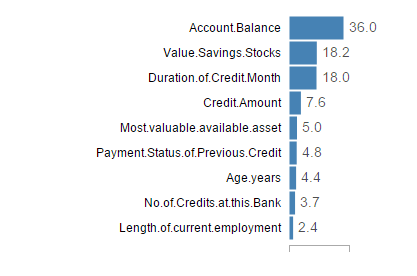 Account.Balance 36.0
Value.Savings.Stocks 18.2
Duration.of.Credit.Month 18.0
Credit.Amount 7.6
Most.valuable.available.asset 5.0
Payment.Status.of.Previous.Credit 4.8
Age.years 4.4
No.of.Credits.at.this.Bank 3.7
Length.of.current.employment 2.4